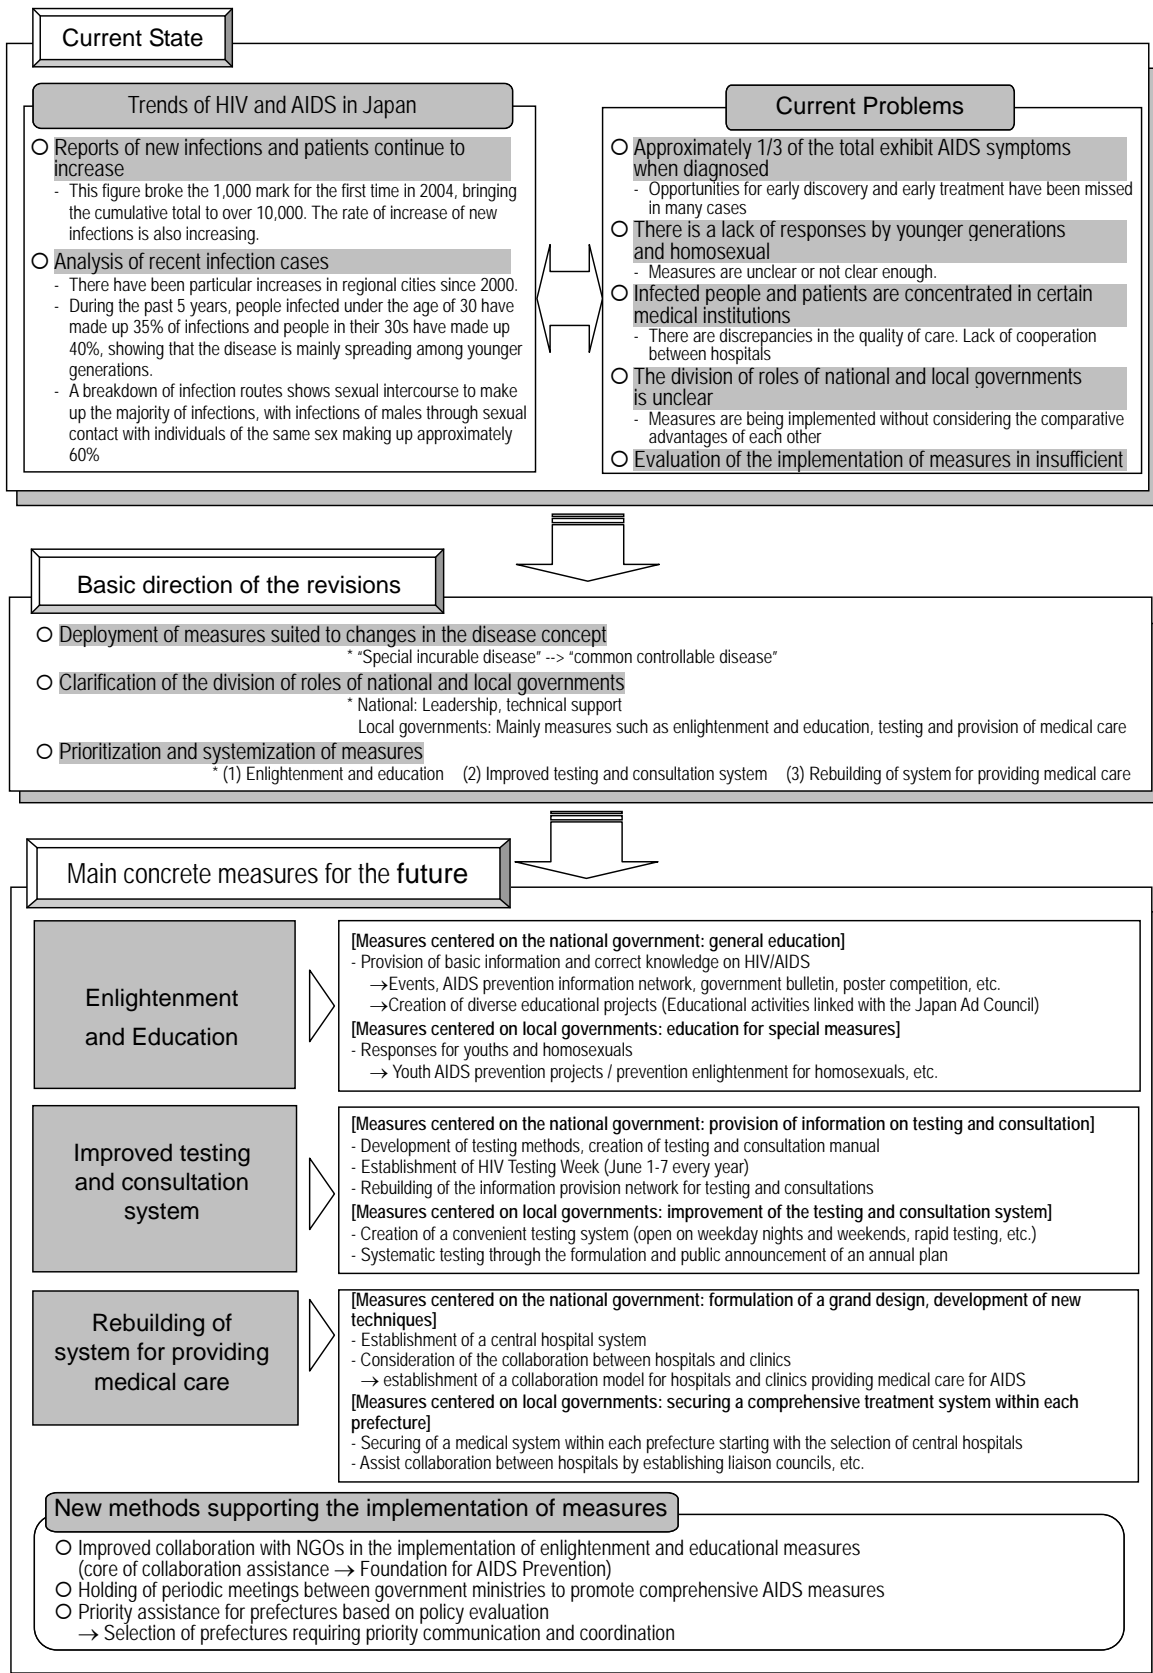 Current State
Trends of HIV and AIDS in Japan
○ Reports of new infections and patients continue to
increase
- This figure broke the 1,000 mark for the first time in 2004, bringing
the cumulative total to over 10,000. The rate of increase of new
infections is also increasing.
○ Analysis of recent infection cases
- There have been particular increases in regional cities since 2000.
- During the past 5 years, people infected under the age of 30 have
made up 35% of infections and people in their 30s have made up
40%, showing that the disease is mainly spreading among younger
generations.
- A breakdown of infection routes shows sexual intercourse to make
up the majority of infections, with infections of males through sexual
contact with individuals of the same sex making up approximately
60%
Current Problems
○ Approximately 1/3 of the total exhibit AIDS symptoms
when diagnosed
- Opportunities for early discovery and early treatment have been missed
in many cases
○ There is a lack of responses by younger generations
and homosexual
- Measures are unclear or not clear enough.
○ Infected people and patients are concentrated in certain
medical institutions
- There are discrepancies in the quality of care. Lack of cooperation
between hospitals
○ The division of roles of national and local governments
is unclear
- Measures are being implemented without considering the comparative
advantages of each other
○ Evaluation of the implementation of measures in insufficient
Basic direction of the revisions
○ Deployment of measures suited to changes in the disease concept
* "Special incurable disease" --> "common controllable disease"
○ Clarification of the division of roles of national and local governments
* National: Leadership, technical support
Local governments: Mainly measures such as enlightenment and education, testing and provision of medical care
○ Prioritization and systemization of measures
* (1) Enlightenment and education (2) Improved testing and consultation system (3) Rebuilding of system for providing medical care
Main concrete measures for the future
Enlightenment
and Education
[Measures centered on the national government: general education]
- Provision of basic information and correct knowledge on HIV/AIDS
→Events, AIDS prevention information network, government bulletin, poster competition, etc.
→Creation of diverse educational projects (Educational activities linked with the Japan Ad Council)
[Measures centered on local governments: education for special measures]
- Responses for youths and homosexuals
→ Youth AIDS prevention projects / prevention enlightenment for homosexuals, etc.
Improved testing
and consultation
system
[Measures centered on the national government: provision of information on testing and consultation]
- Development of testing methods, creation of testing and consultation manual
- Establishment of HIV Testing Week (June 1-7 every year)
- Rebuilding of the information provision network for testing and consultations
[Measures centered on local governments: improvement of the testing and consultation system]
- Creation of a convenient testing system (open on weekday nights and weekends, rapid testing, etc.)
- Systematic testing through the formulation and public announcement of an annual plan
Rebuilding of
system for providing
medical care
[Measures centered on the national government: formulation of a grand design, development of new
techniques]
- Establishment of a central hospital system
- Consideration of the collaboration between hospitals and clinics
→ establishment of a collaboration model for hospitals and clinics providing medical care for AIDS
[Measures centered on local governments: securing a comprehensive treatment system within each
prefecture]
- Securing of a medical system within each prefecture starting with the selection of central hospitals
- Assist collaboration between hospitals by establishing liaison councils, etc.
New methods supporting the implementation of measures
○ Improved collaboration with NGOs in the implementation of enlightenment and educational measures
(core of collaboration assistance → Foundation for AIDS Prevention)
○ Holding of periodic meetings between government ministries to promote comprehensive AIDS measures
○ Priority assistance for prefectures based on policy evaluation
→ Selection of prefectures requiring priority communication and coordination